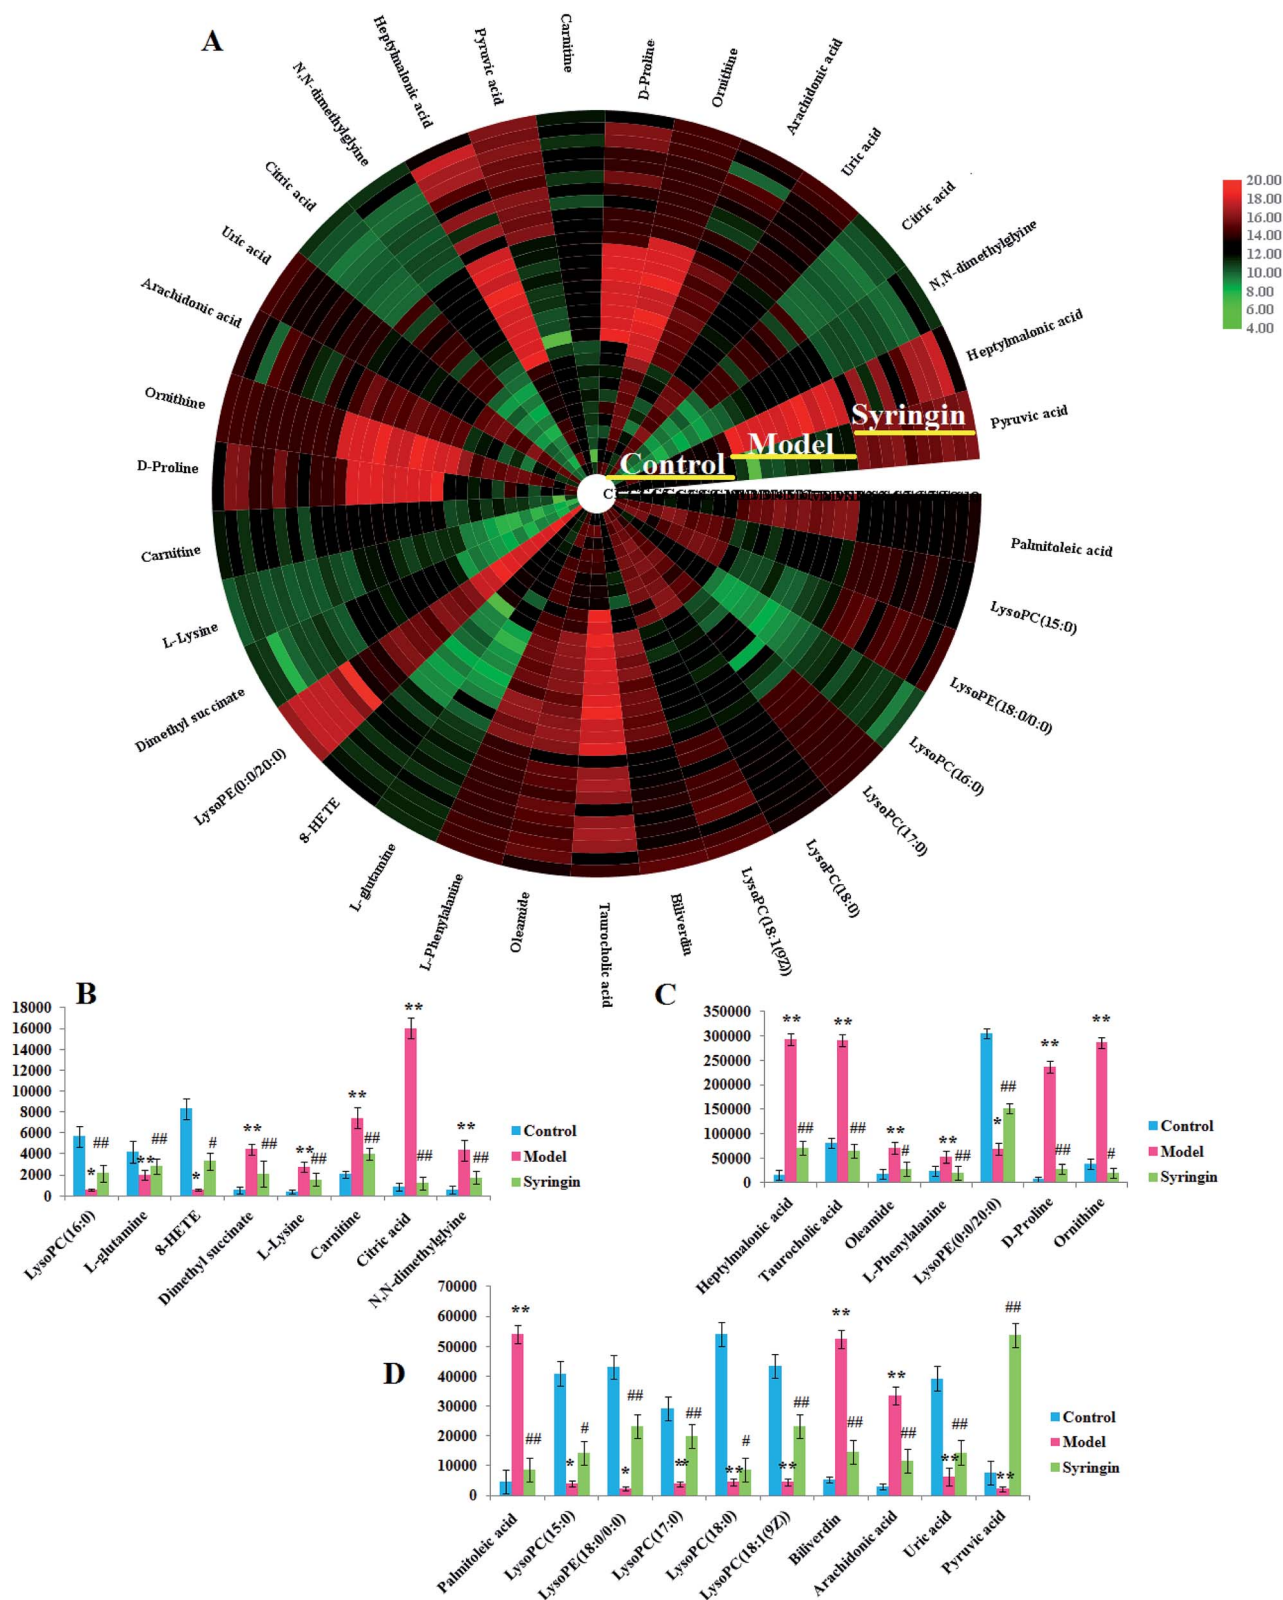 A
Heptylmalonic acid
Pyruvic acid
Carnitine
D-Proline
Ornithine
Arachidonic acid
Uric acid
Citric acid
N,N-dimethylglyine
Heptylmalonic acid
Pyruvic acid
N,N-dimethylglyine
Citric acid
Uric acid
Arachidonic acid
Ornithine
D-Proline
Carnitine
L-Lysine
Dimethyl succinate
LysoPE(0:0/20:0)
8-HETE
L-glutamine
L-Phenylalanine
Oleamide
Taurocholic acid
Biliverdin
LysoPC(18:1(9Z))
LysoPC(18:0)
LysoPC(17:0)
LysoPC(16:0)
LysoPE(18:0/0:0)
LysoPC(15:0)
Palmitoleic acid
Syringin
Model
Control
20.00
18.00
16.00
14.00
12.00
10.00
8.00
6.00
4.00
B
18000
16000
14000
12000
10000
8000
6000
4000
2000
0
* ##
** ##
* #
** ##
** ##
** ##
** ##
** ##
LysoPC(16:0)
L-glutamine
8-HETE
Dimethyl succinate
L-Lysine
Carnitine
Citric acid
N,N-dimethylglyine
Control
Model
Syringin
C
350000
300000
250000
200000
150000
100000
50000
0
** ##
** ##
** #
** ##
* ##
** ##
** #
Heptylmalonic acid
Taurocholic acid
Oleamide
L-Phenylalanine
LysoPE(0:0/20:0)
D-Proline
Ornithine
Control
Model
Syringin
D
70000
60000
50000
40000
30000
20000
10000
0
** ##
* #
* ##
** ##
** #
** ##
** ##
** ##
** ##
** ##
Palmitoleic acid
LysoPC(15:0)
LysoPE(18:0/0:0)
LysoPC(17:0)
LysoPC(18:0)
LysoPC(18:1(9Z))
Biliverdin
Arachidonic acid
Uric acid
Pyruvic acid
Control
Model
Syringin